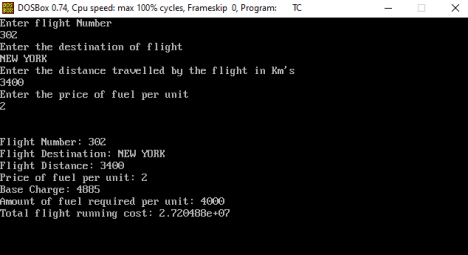 DOSBox 0.74, Cpu speed: max 100% cycles, Frameskip 0, Program: TC
Enter flight Number
302
Enter the destination of flight
NEW YORK
Enter the distance travelled by the flight in Km's
3400
Enter the price of fuel per unit
2
Flight Number: 302
Flight Destination: NEW YORK
Flight Distance: 3400
Price of fuel per unit: 2
Base Charge: 4885
Amount of fuel required per unit: 4000
Total flight running cost: 2.720488e+07